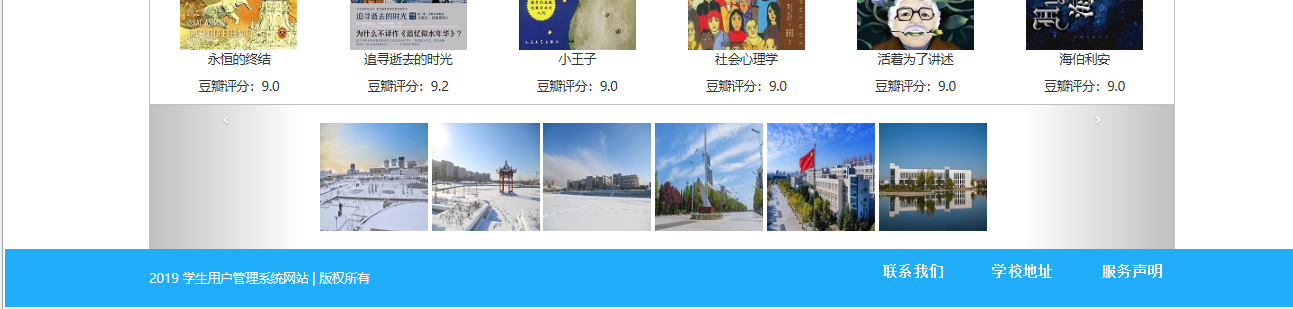 ISAAC ASIMOV
THE END OF ETERNITY
追寻逝去的时光
为什么不译作《追忆似水年华》?
永恒的终结
追寻逝去的时光
小王子
社会心理学
活着为了讲述
海伯利安
豆瓣评分：9.0
豆瓣评分：9.2
豆瓣评分：9.0
豆瓣评分：9.0
豆瓣评分：9.0
豆瓣评分：9.0
‹
›
2019 学生用户管理系统网站 | 版权所有
联系我们
学校地址
服务声明